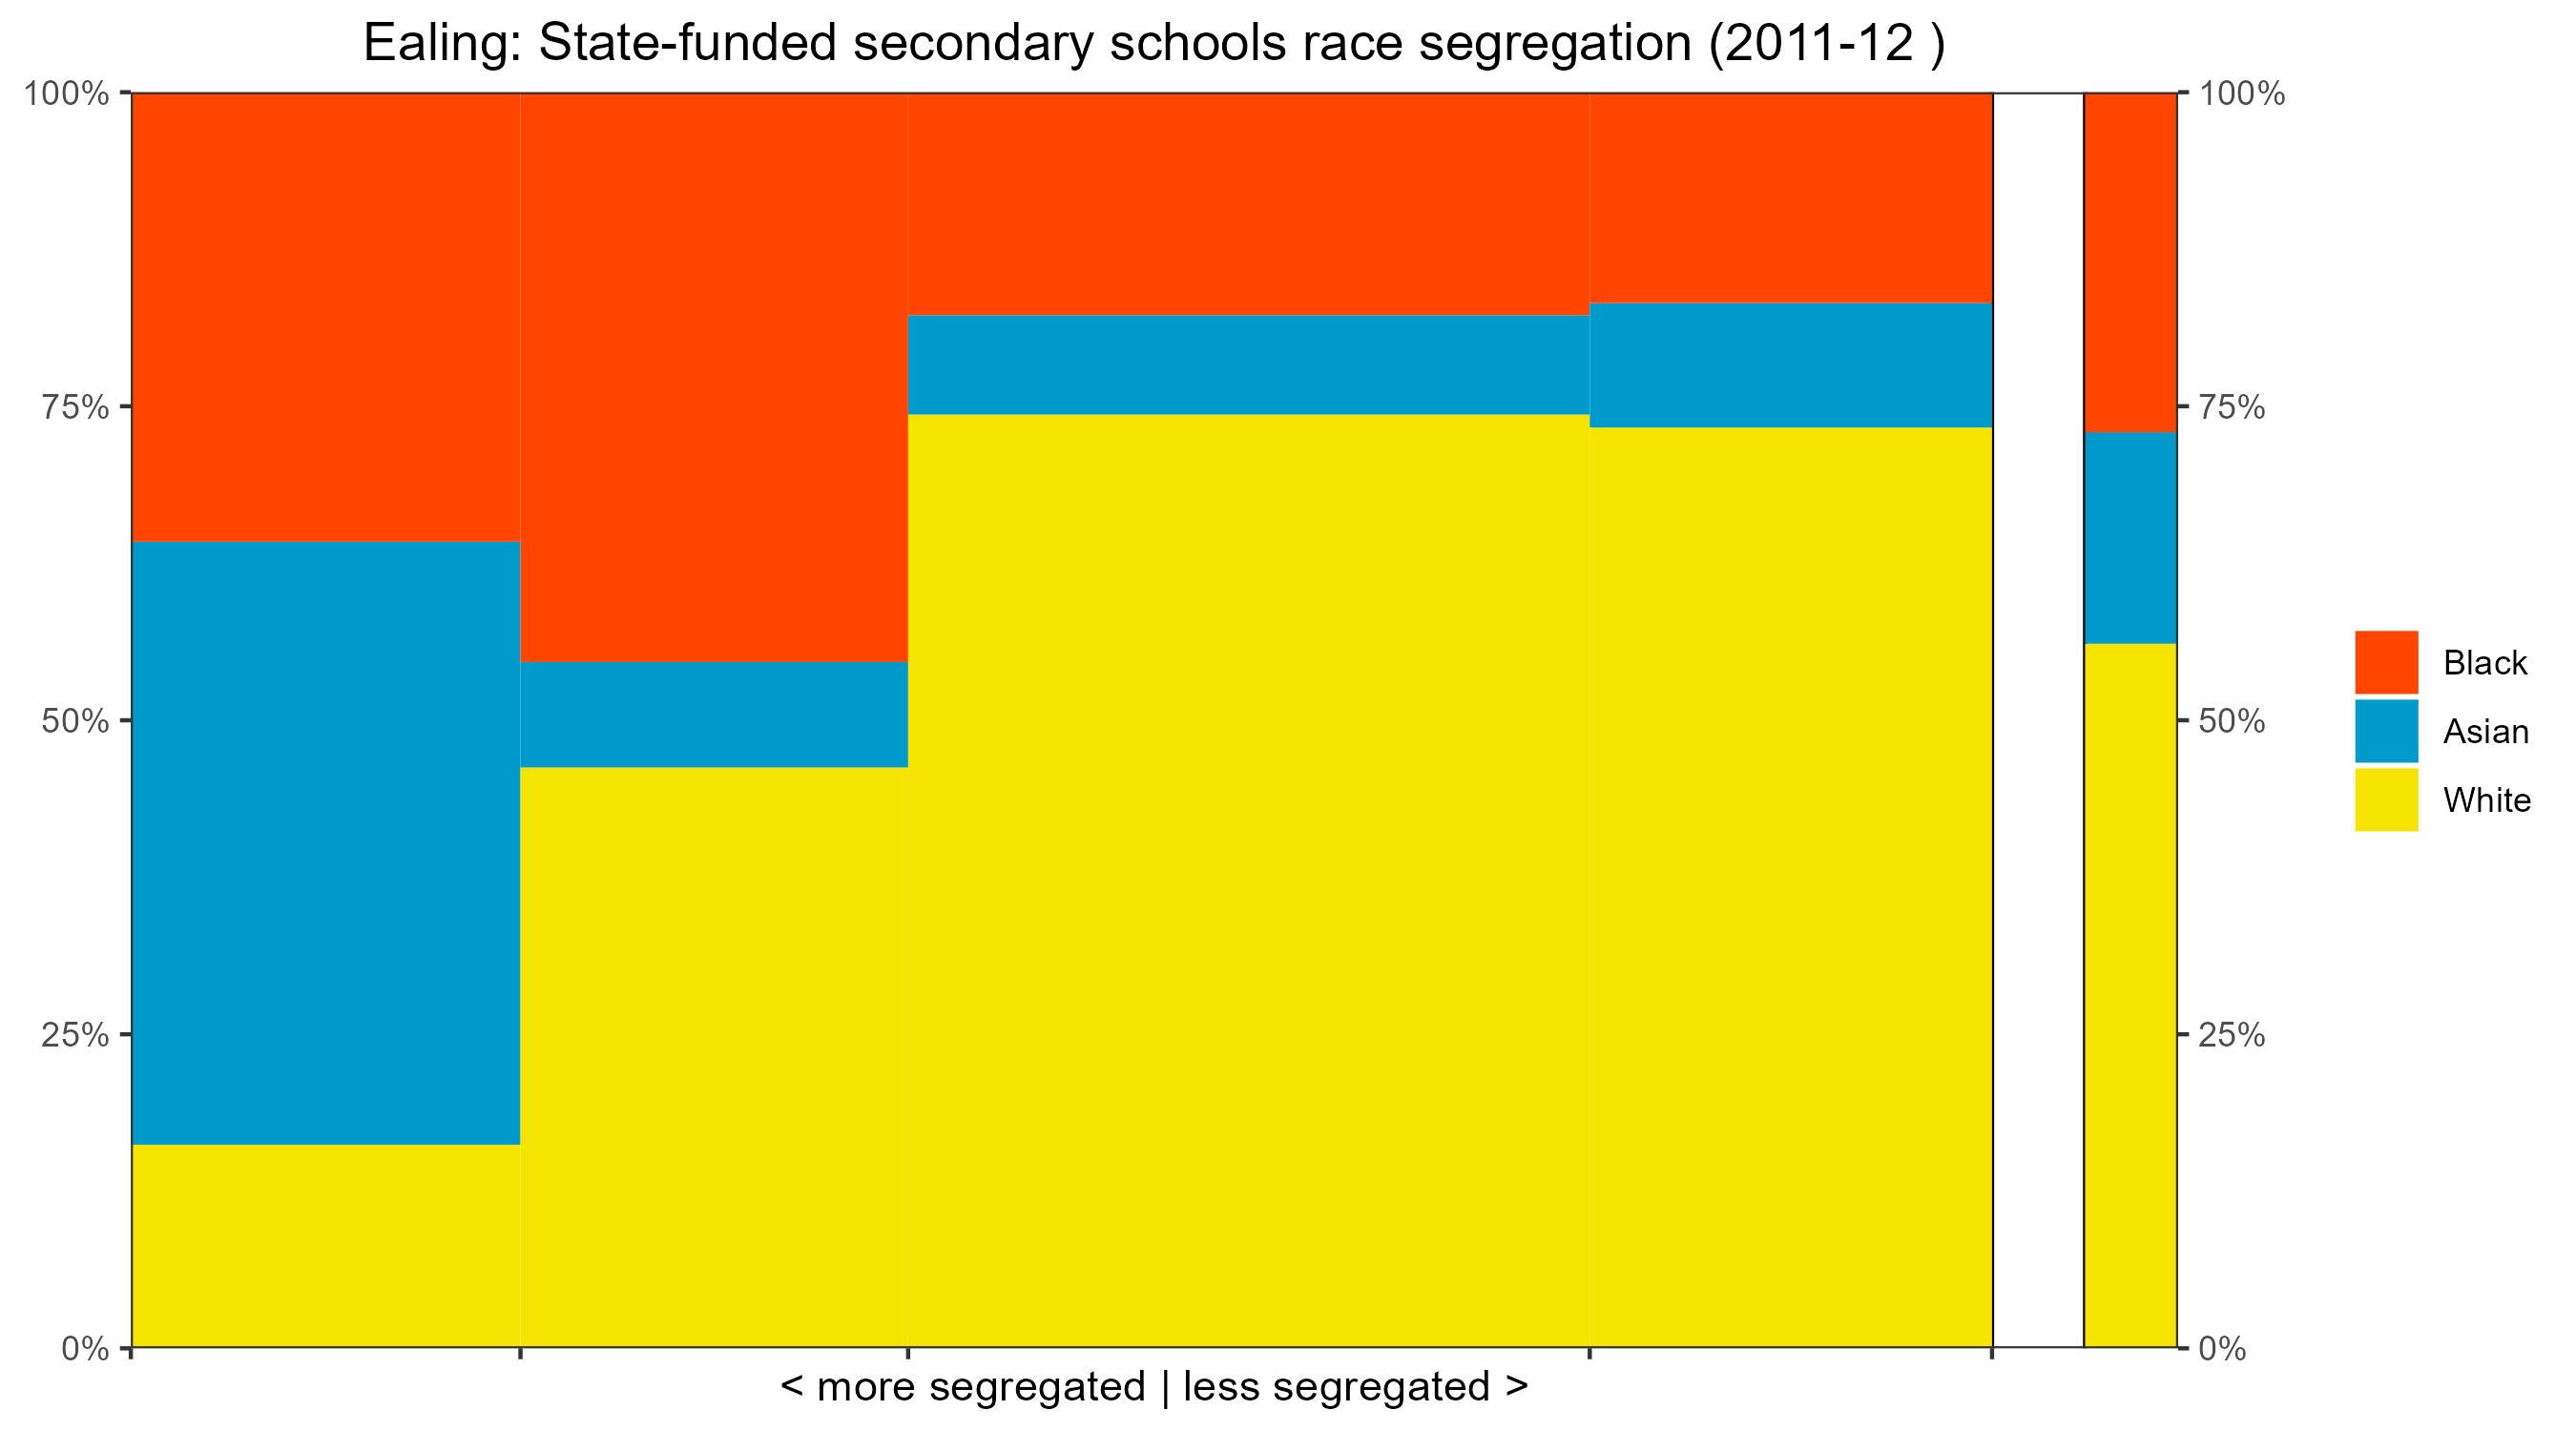 Ealing: State-funded secondary schools race segregation (2011-12 )
100%
75%
50%
25%
0%
100%
75%
50%
25%
0%
Black
Asian
White
< more segregated | less segregated >